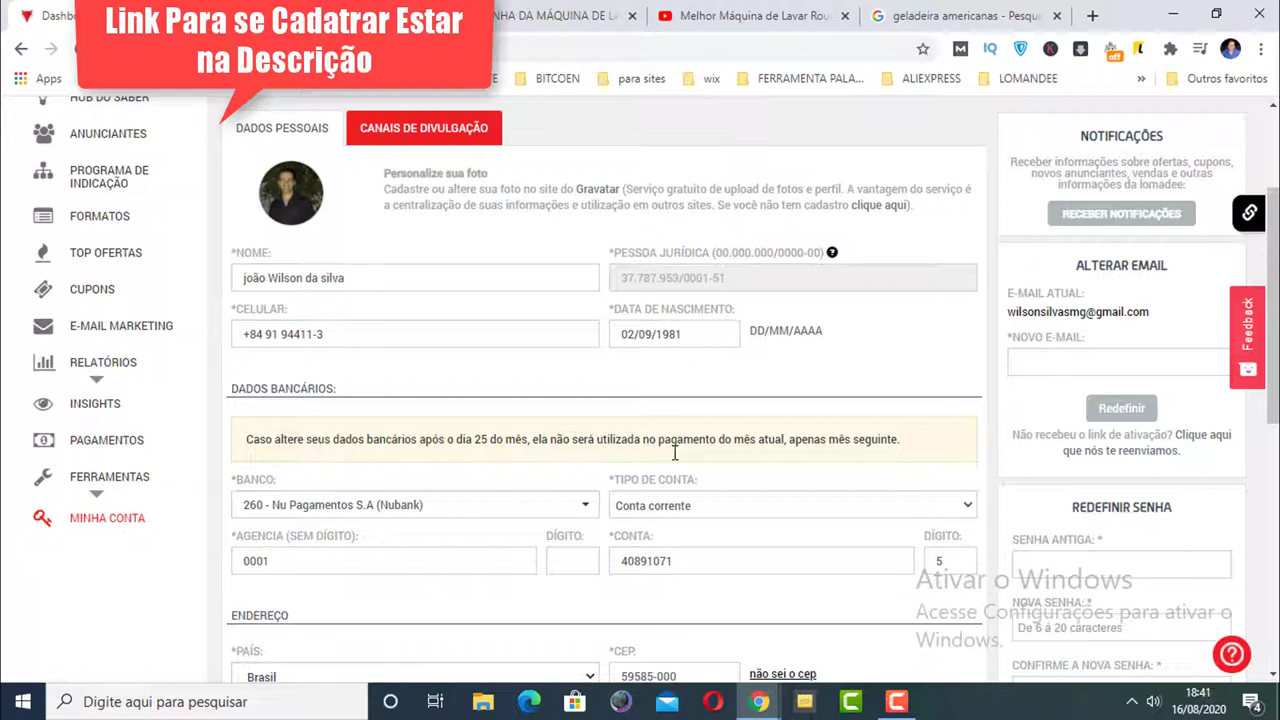 Link Para se Cadatrar Estar
na Descrição
Dashbo
NHA DA MÁQUINA DE LA
Melhor Máquina de Lavar Rou
geladeira americanas - Pesqui
Apps
BITCOEN
para sites
wix
FERRAMENTA PALA...
ALIEXPRESS
LOMANDEE
Outros favoritos
off
HUB DO SABER
ANUNCIANTES
PROGRAMA DE
INDICAÇÃO
FORMATOS
TOP OFERTAS
CUPONS
E-MAIL MARKETING
RELATÓRIOS
INSIGHTS
PAGAMENTOS
FERRAMENTAS
MINHA CONTA
DADOS PESSOAIS
CANAIS DE DIVULGAÇÃO
Personalize sua foto
Cadastre ou altere sua foto no site do Gravatar (Serviço gratuito de upload de fotos e perfil. A vantagem do serviço é
a centralização de suas informações e utilização em outros sites. Se você não tem cadastro clique aqui).
*NOME:
joão Wilson da silva
*PESSOA JURÍDICA (00.000.000/0000-00)
37.787.953/0001-51
*CELULAR:
+84 91 94411-3
*DATA DE NASCIMENTO:
02/09/1981
DD/MM/AAAA
DADOS BANCÁRIOS:
Caso altere seus dados bancários após o dia 25 do mês, ela não será utilizada no pagamento do mês atual, apenas mês seguinte.
*BANCO:
260 - Nu Pagamentos S.A (Nubank)
*TIPO DE CONTA:
Conta corrente
*AGENCIA (SEM DÍGITO):
0001
DÍGITO:
*CONTA:
40891071
DÍGITO:
5
ENDEREÇO
*PAÍS:
Brasil
*CEP:
59585-000
não sei o cep
NOTIFICAÇÕES
Receber informações sobre ofertas, cupons,
novos anunciantes, vendas e outras
informações da lomadee:
RECEBER NOTIFICAÇÕES
ALTERAR EMAIL
E-MAIL ATUAL:
wilsonsilvasmg@gmail.com
*NOVO E-MAIL:
Redefinir
Não recebeu o link de ativação? Clique aqui
que nós te reenviamos.
REDEFINIR SENHA
SENHA ANTIGA: *
NOVA SENHA: *
De 6 à 20 caracteres
CONFIRME A NOVA SENHA: *
Feedback
Ativar o Windows
Acesse Configurações para ativar o
Windows.
Digite aqui para pesquisar
18:41
16/08/2020
4